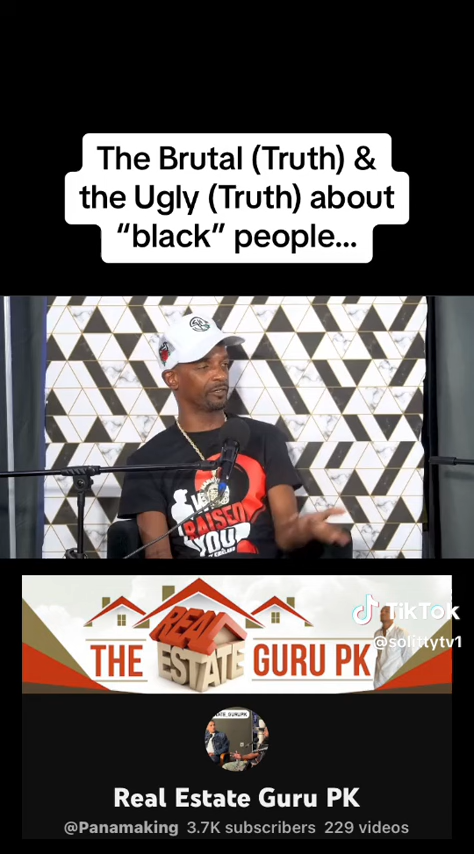 The Brutal (Truth) &
the Ugly (Truth) about
“black” people...
RAISED
YOU
THE REAL ESTATE GURU PK
TikTok
@solittytv1
Real Estate Guru PK
@Panamaking 3.7K subscribers 229 videos